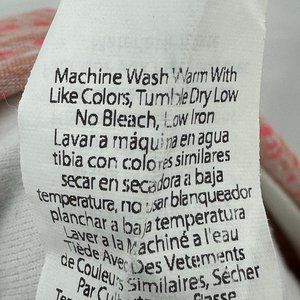 Machine Wash Warm With
Like Colors, Tumble Dry Low
No Bleach, Low Iron
Lavar a máquina en agua
tibia con colores similares
secar en secadora a baja
temperatura, no usar blanqueador
planchar a baja temperatura
Laver a la Machiné a l'eau
Tiède Avec Des Vetements
de Couleurs Similaires, Sécher
Par